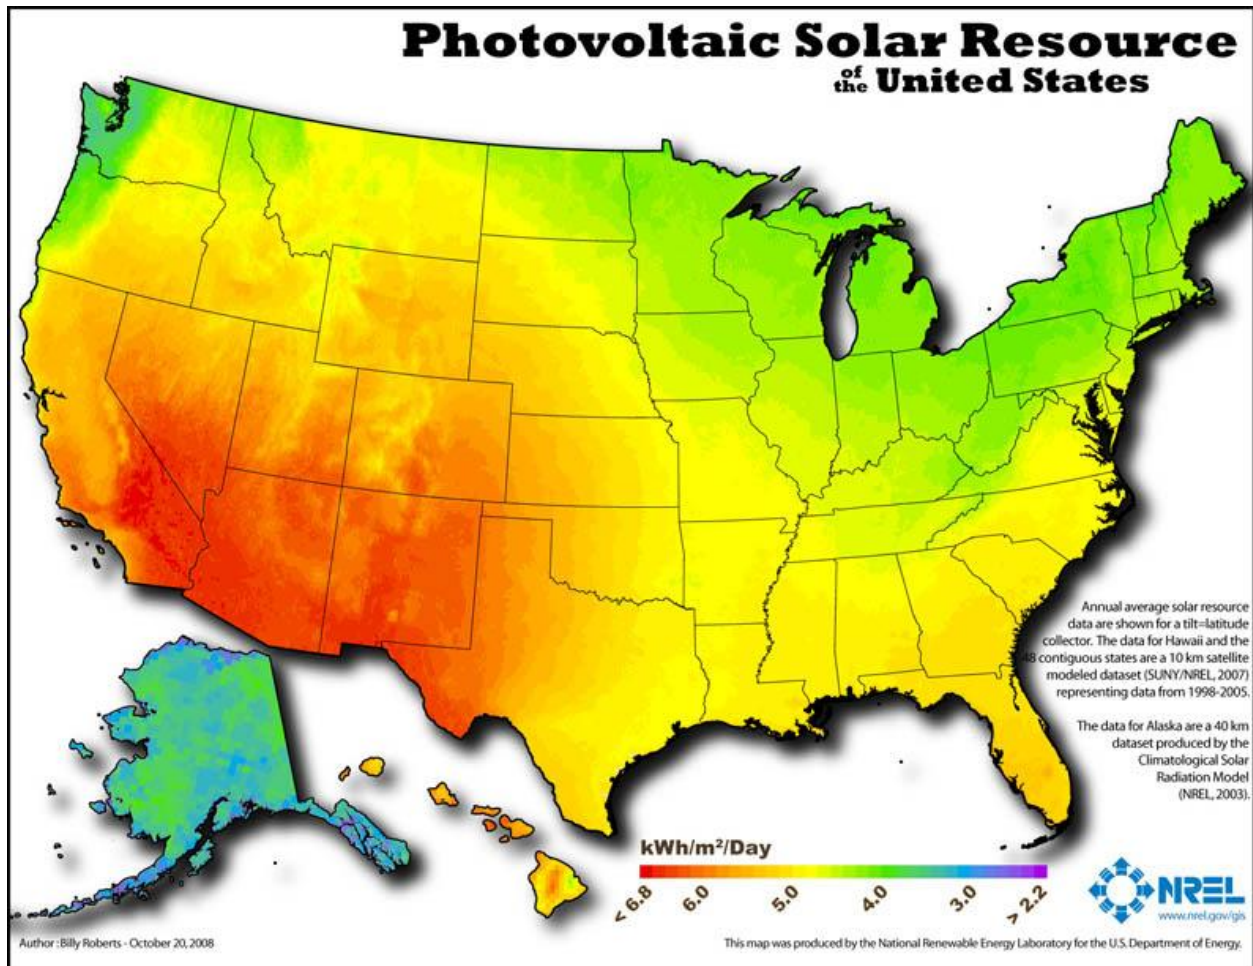 Photovoltaic Solar Resource
of the United States
Annual average solar resource
data are shown for a tilt=latitude
collector. The data for Hawaii and the
48 contiguous states are a 10 km satellite
modeled dataset (SUNY/NREL, 2007)
representing data from 1998-2005.
The data for Alaska are a 40 km
dataset produced by the
Climatological Solar
Radiation Model
(NREL, 2003).
kWh/m²/Day
< 6.8 6.0 5.0 4.0 3.0 > 2.2
NREL
www.nrel.gov/gis
Author : Billy Roberts - October 20, 2008
This map was produced by the National Renewable Energy Laboratory for the U.S. Department of Energy.